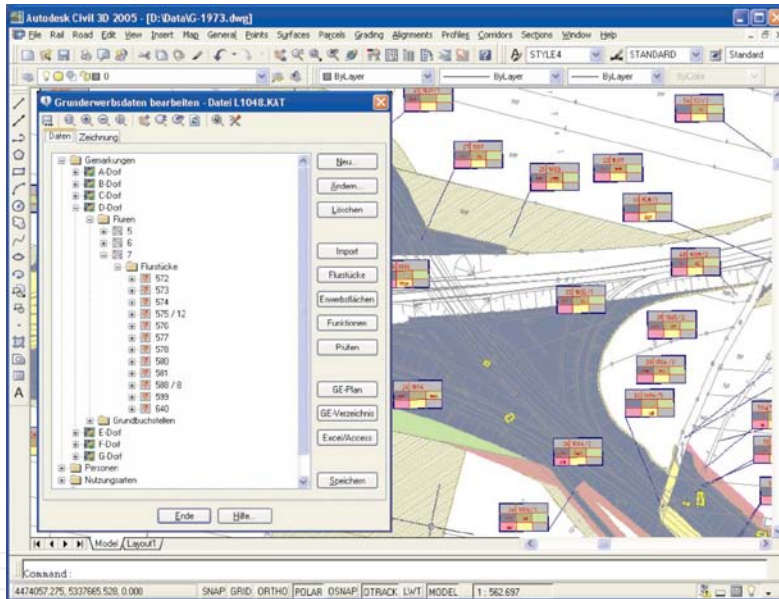 Autodesk Civil 3D 2005 - [D:\Data\G-1973.dwg]
File Rail Road Edit View Insert Map General Points Surfaces Parcels Grading Alignments Profiles Corridors Sections Window Help
STYLE4 STANDARD Standard
0 ByLayer ByLayer ByLayer ByColor
Grunderwerbsdaten bearbeiten - Datei L1048.KAT
Daten Zeichnung
Gemarkungen
A-Dorf
B-Dorf
C-Dorf
D-Dorf
Fluren
5
6
7
Flurstücke
572
573
574
575 / 12
576
577
578
580
581
588 / 8
599
640
Grundbuchstellen
E-Dorf
F-Dorf
G-Dorf
Personen
Nutzungsarten
Neu...
Ändern...
Löschen
Import
Flurstücke
Erwerbsflächen
Funktionen
Prüfen
GE-Plan
GE-Verzeichnis
Excel/Access
Speichern
Ende Hilfe...
Model Layout1
Command:
4474057.275, 5337665.528, 0.000 SNAP GRID ORTHO POLAR OSNAP OTRACK LWT MODEL 1 : 562.697